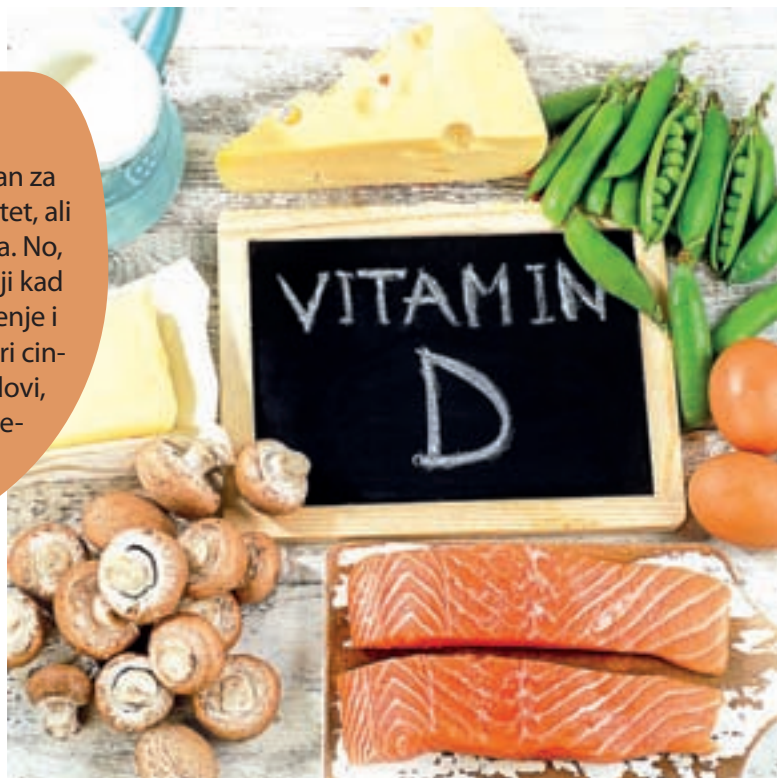 an za
tet, ali
a. No,
ji kad
enje i
ri cin-
lovi,
e-
VITAMIN
D